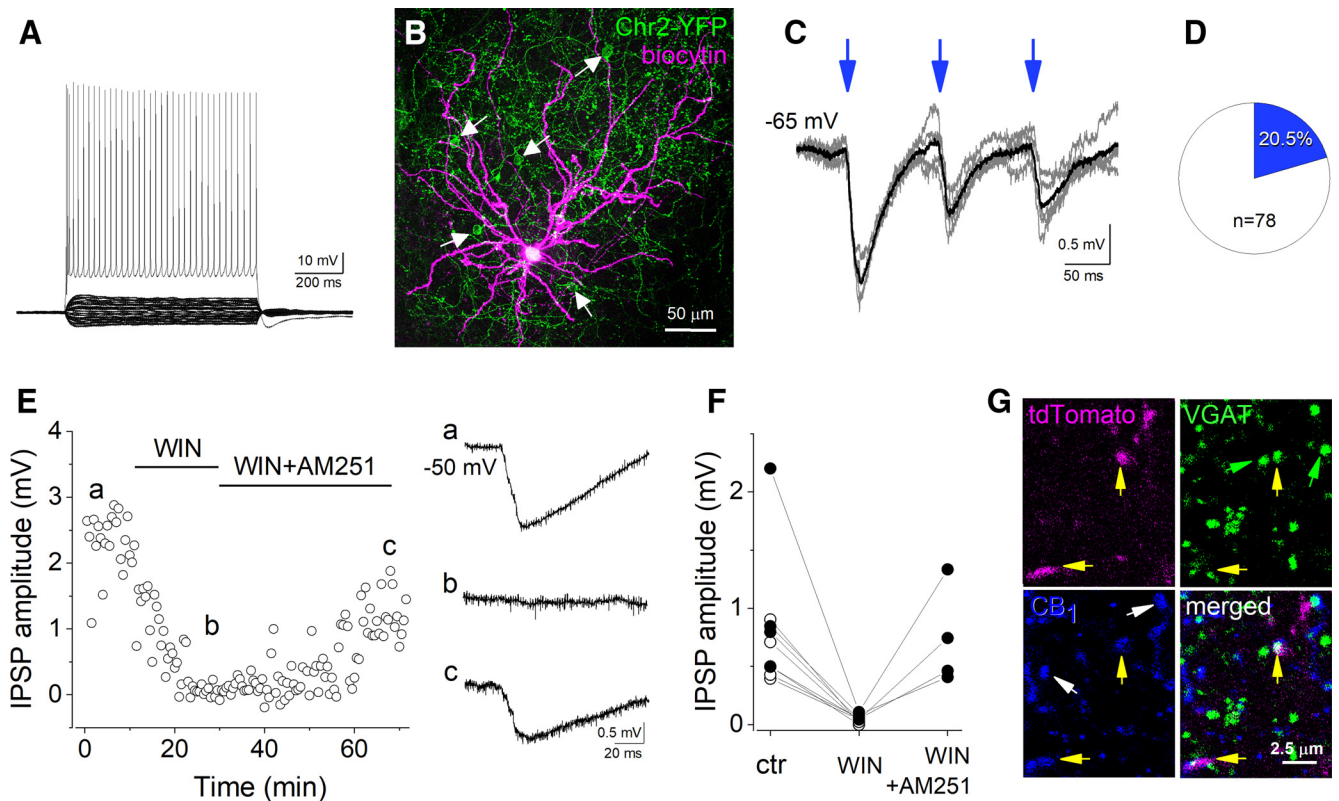 A
10 mV
200 ms
B
Chr2-YFP
biocytin
50 μm
C
-65 mV
0.5 mV
50 ms
D
20.5%
n=78
E
IPSP amplitude (mV)
4
3
2
1
0
0
20
40
60
Time (min)
WIN
WIN+AM251
a
b
c
a
-50 mV
b
c
0.5 mV
20 ms
F
IPSP amplitude (mV)
2
1
0
ctr
WIN
WIN
+AM251
G
tdTomato
VGAT
CB1
merged
2.5 μm